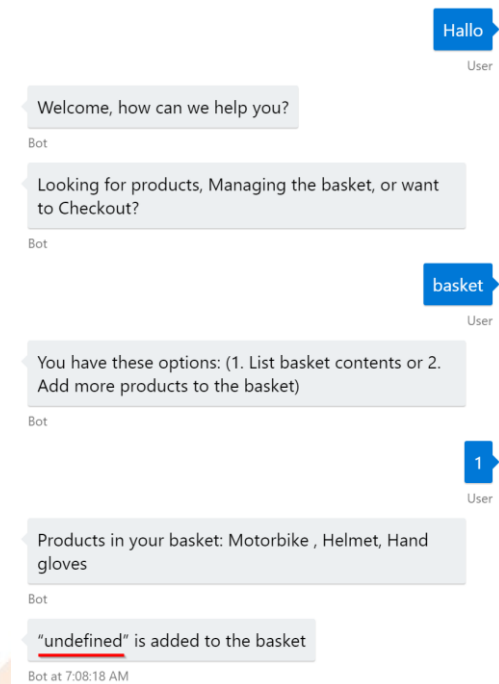 Hallo
User
Welcome, how can we help you?
Bot
Looking for products, Managing the basket, or want
to Checkout?
Bot
basket
User
You have these options: (1. List basket contents or 2.
Add more products to the basket)
Bot
1
User
Products in your basket: Motorbike , Helmet, Hand
gloves
Bot
“undefined” is added to the basket
Bot at 7:08:18 AM